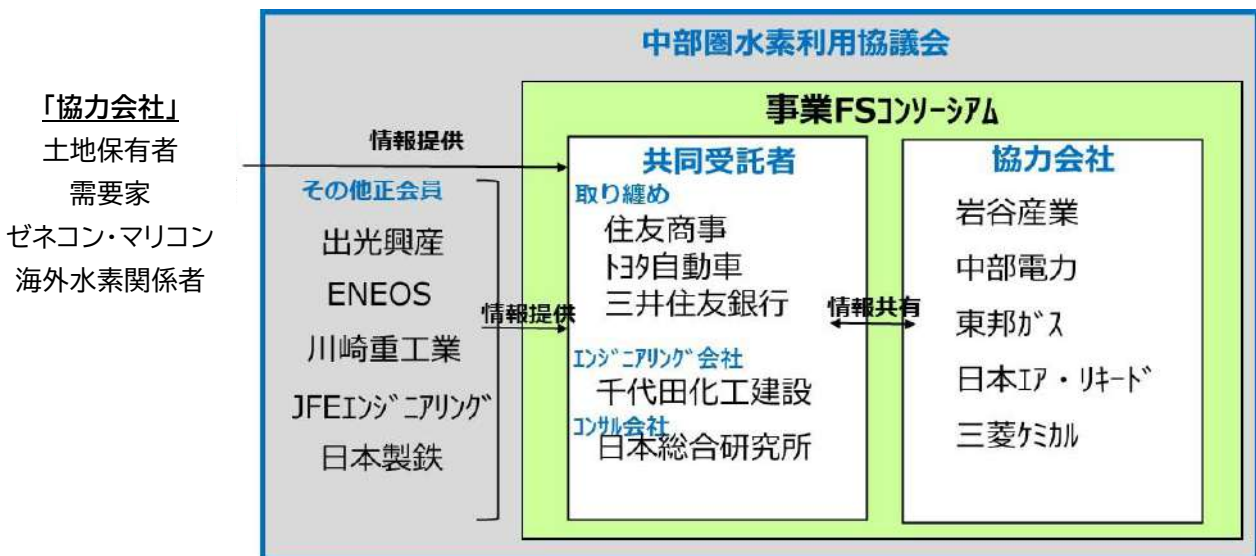 中部圏水素利用協議会
「協力会社」
土地保有者
需要家
ゼネコン・マリコン
海外水素関係者
情報提供
その他正会員
出光興産
ENEOS
川崎重工業
JFEｴﾝｼﾞﾆｱﾘﾝｸﾞ
日本製鉄
情報提供
事業FSｺﾝｿｰｼｱﾑ
共同受託者
取り纏め
住友商事
ﾄﾖﾀ自動車
三井住友銀行
ｴﾝｼﾞﾆｱﾘﾝｸﾞ会社
千代田化工建設
ｺﾝｻﾙ会社
日本総合研究所
情報共有
協力会社
岩谷産業
中部電力
東邦ｶﾞｽ
日本ｴｱ・ﾘｷｰﾄﾞ
三菱ｹﾐｶﾙ